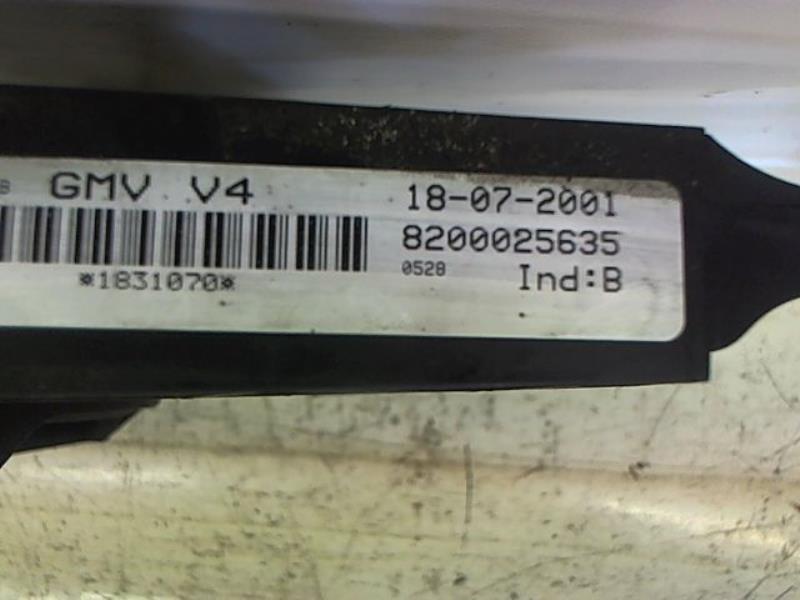 GMV V4 18-07-2001
8200025635
0528 Ind:B
*1831070*